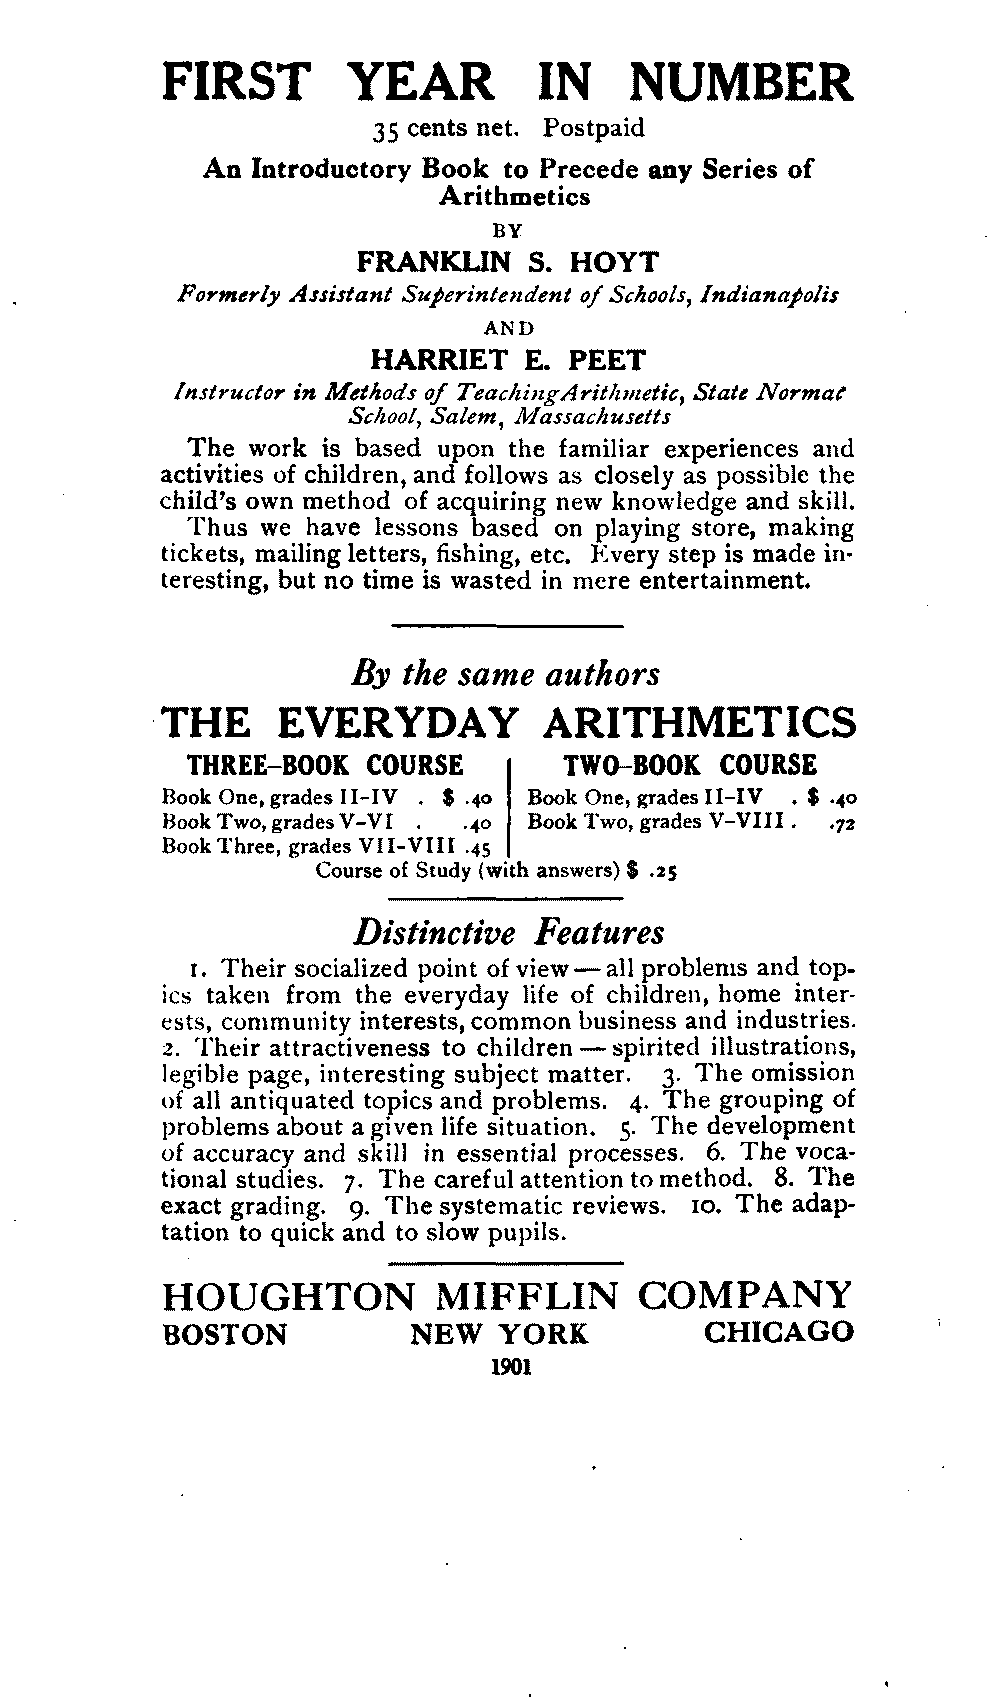 FIRST YEAR IN NUMBER
35 cents net. Postpaid
An Introductory Book to Precede any Series of
Arithmetics
BY
FRANKLIN S. HOYT
Formerly Assistant Superintendent of Schools, Indianapolis
AND
HARRIET E. PEET
Instructor in Methods of Teaching Arithmetic, State Normal
School, Salem, Massachusetts
The work is based upon the familiar experiences and
activities of children, and follows as closely as possible the
child's own method of acquiring new knowledge and skill.
Thus we have lessons based on playing store, making
tickets, mailing letters, fishing, etc. Every step is made in-
teresting, but no time is wasted in mere entertainment.
By the same authors
THE EVERYDAY ARITHMETICS
THREE-BOOK COURSE
Book One, grades II-IV . $ .40
Book Two, grades V-VI . .40
Book Three, grades VII-VIII .45
TWO-BOOK COURSE
Book One, grades II-IV . $ .40
Book Two, grades V-VIII . .72
Course of Study (with answers) $ .25
Distinctive Features
1. Their socialized point of view — all problems and top-
ics taken from the everyday life of children, home inter-
ests, community interests, common business and industries.
2. Their attractiveness to children — spirited illustrations,
legible page, interesting subject matter. 3. The omission
of all antiquated topics and problems. 4. The grouping of
problems about a given life situation. 5. The development
of accuracy and skill in essential processes. 6. The voca-
tional studies. 7. The careful attention to method. 8. The
exact grading. 9. The systematic reviews. 10. The adap-
tation to quick and to slow pupils.
HOUGHTON MIFFLIN COMPANY
BOSTON NEW YORK CHICAGO
1901